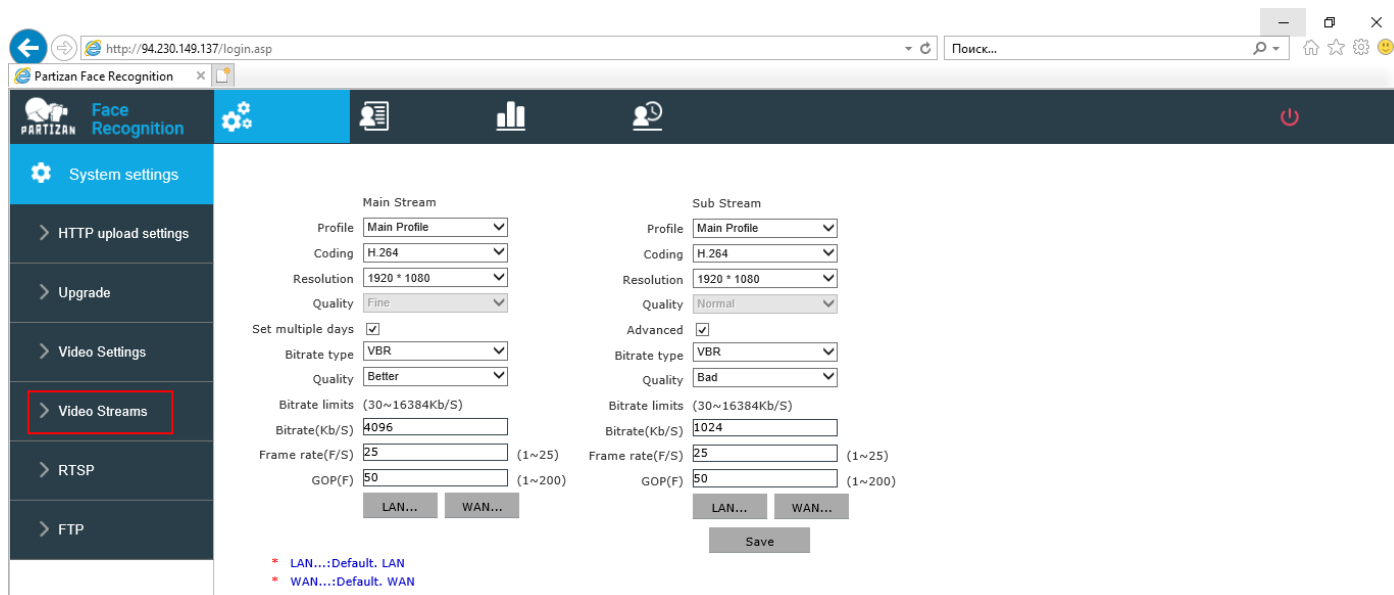 http://94.230.149.137/login.asp
Поиск...
Partizan Face Recognition
PARTIZAN
Face Recognition
System settings
HTTP upload settings
Upgrade
Video Settings
Video Streams
RTSP
FTP
Main Stream
Profile Main Profile
Coding H.264
Resolution 1920 * 1080
Quality Fine
Set multiple days
Bitrate type VBR
Quality Better
Bitrate limits (30~16384Kb/S)
Bitrate(Kb/S) 4096
Frame rate(F/S) 25 (1~25)
GOP(F) 50 (1~200)
LAN... WAN...
Sub Stream
Profile Main Profile
Coding H.264
Resolution 1920 * 1080
Quality Normal
Advanced
Bitrate type VBR
Quality Bad
Bitrate limits (30~16384Kb/S)
Bitrate(Kb/S) 1024
Frame rate(F/S) 25 (1~25)
GOP(F) 50 (1~200)
LAN... WAN...
Save
* LAN...:Default. LAN
* WAN...:Default. WAN